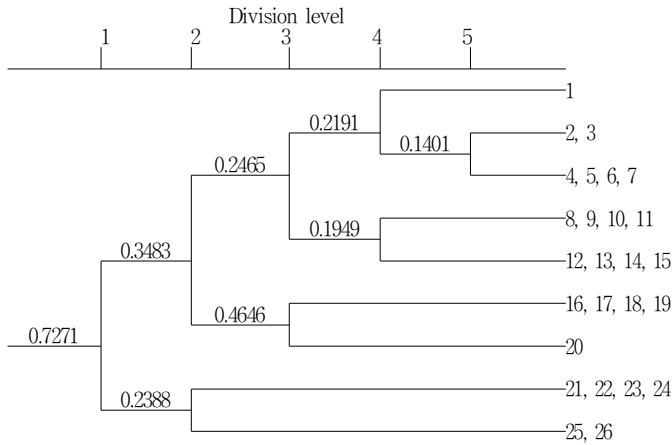 Division level
1 2 3 4 5
1
0.2191
2, 3
0.1401
0.2465
4, 5, 6, 7
8, 9, 10, 11
0.1949
0.3483
12, 13, 14, 15
16, 17, 18, 19
0.4646
0.7271
20
21, 22, 23, 24
0.2388
25, 26